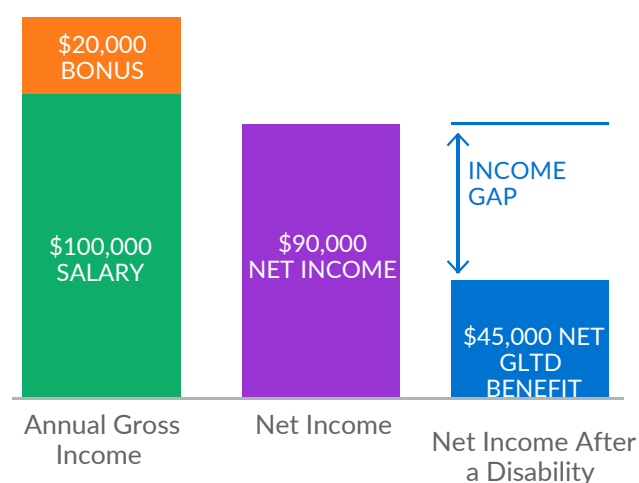 $20,000
BONUS
$100,000
SALARY
$90,000
NET INCOME
INCOME
GAP
$45,000 NET
GLTD
BENEFIT
Annual Gross
Income
Net Income
Net Income After
a Disability